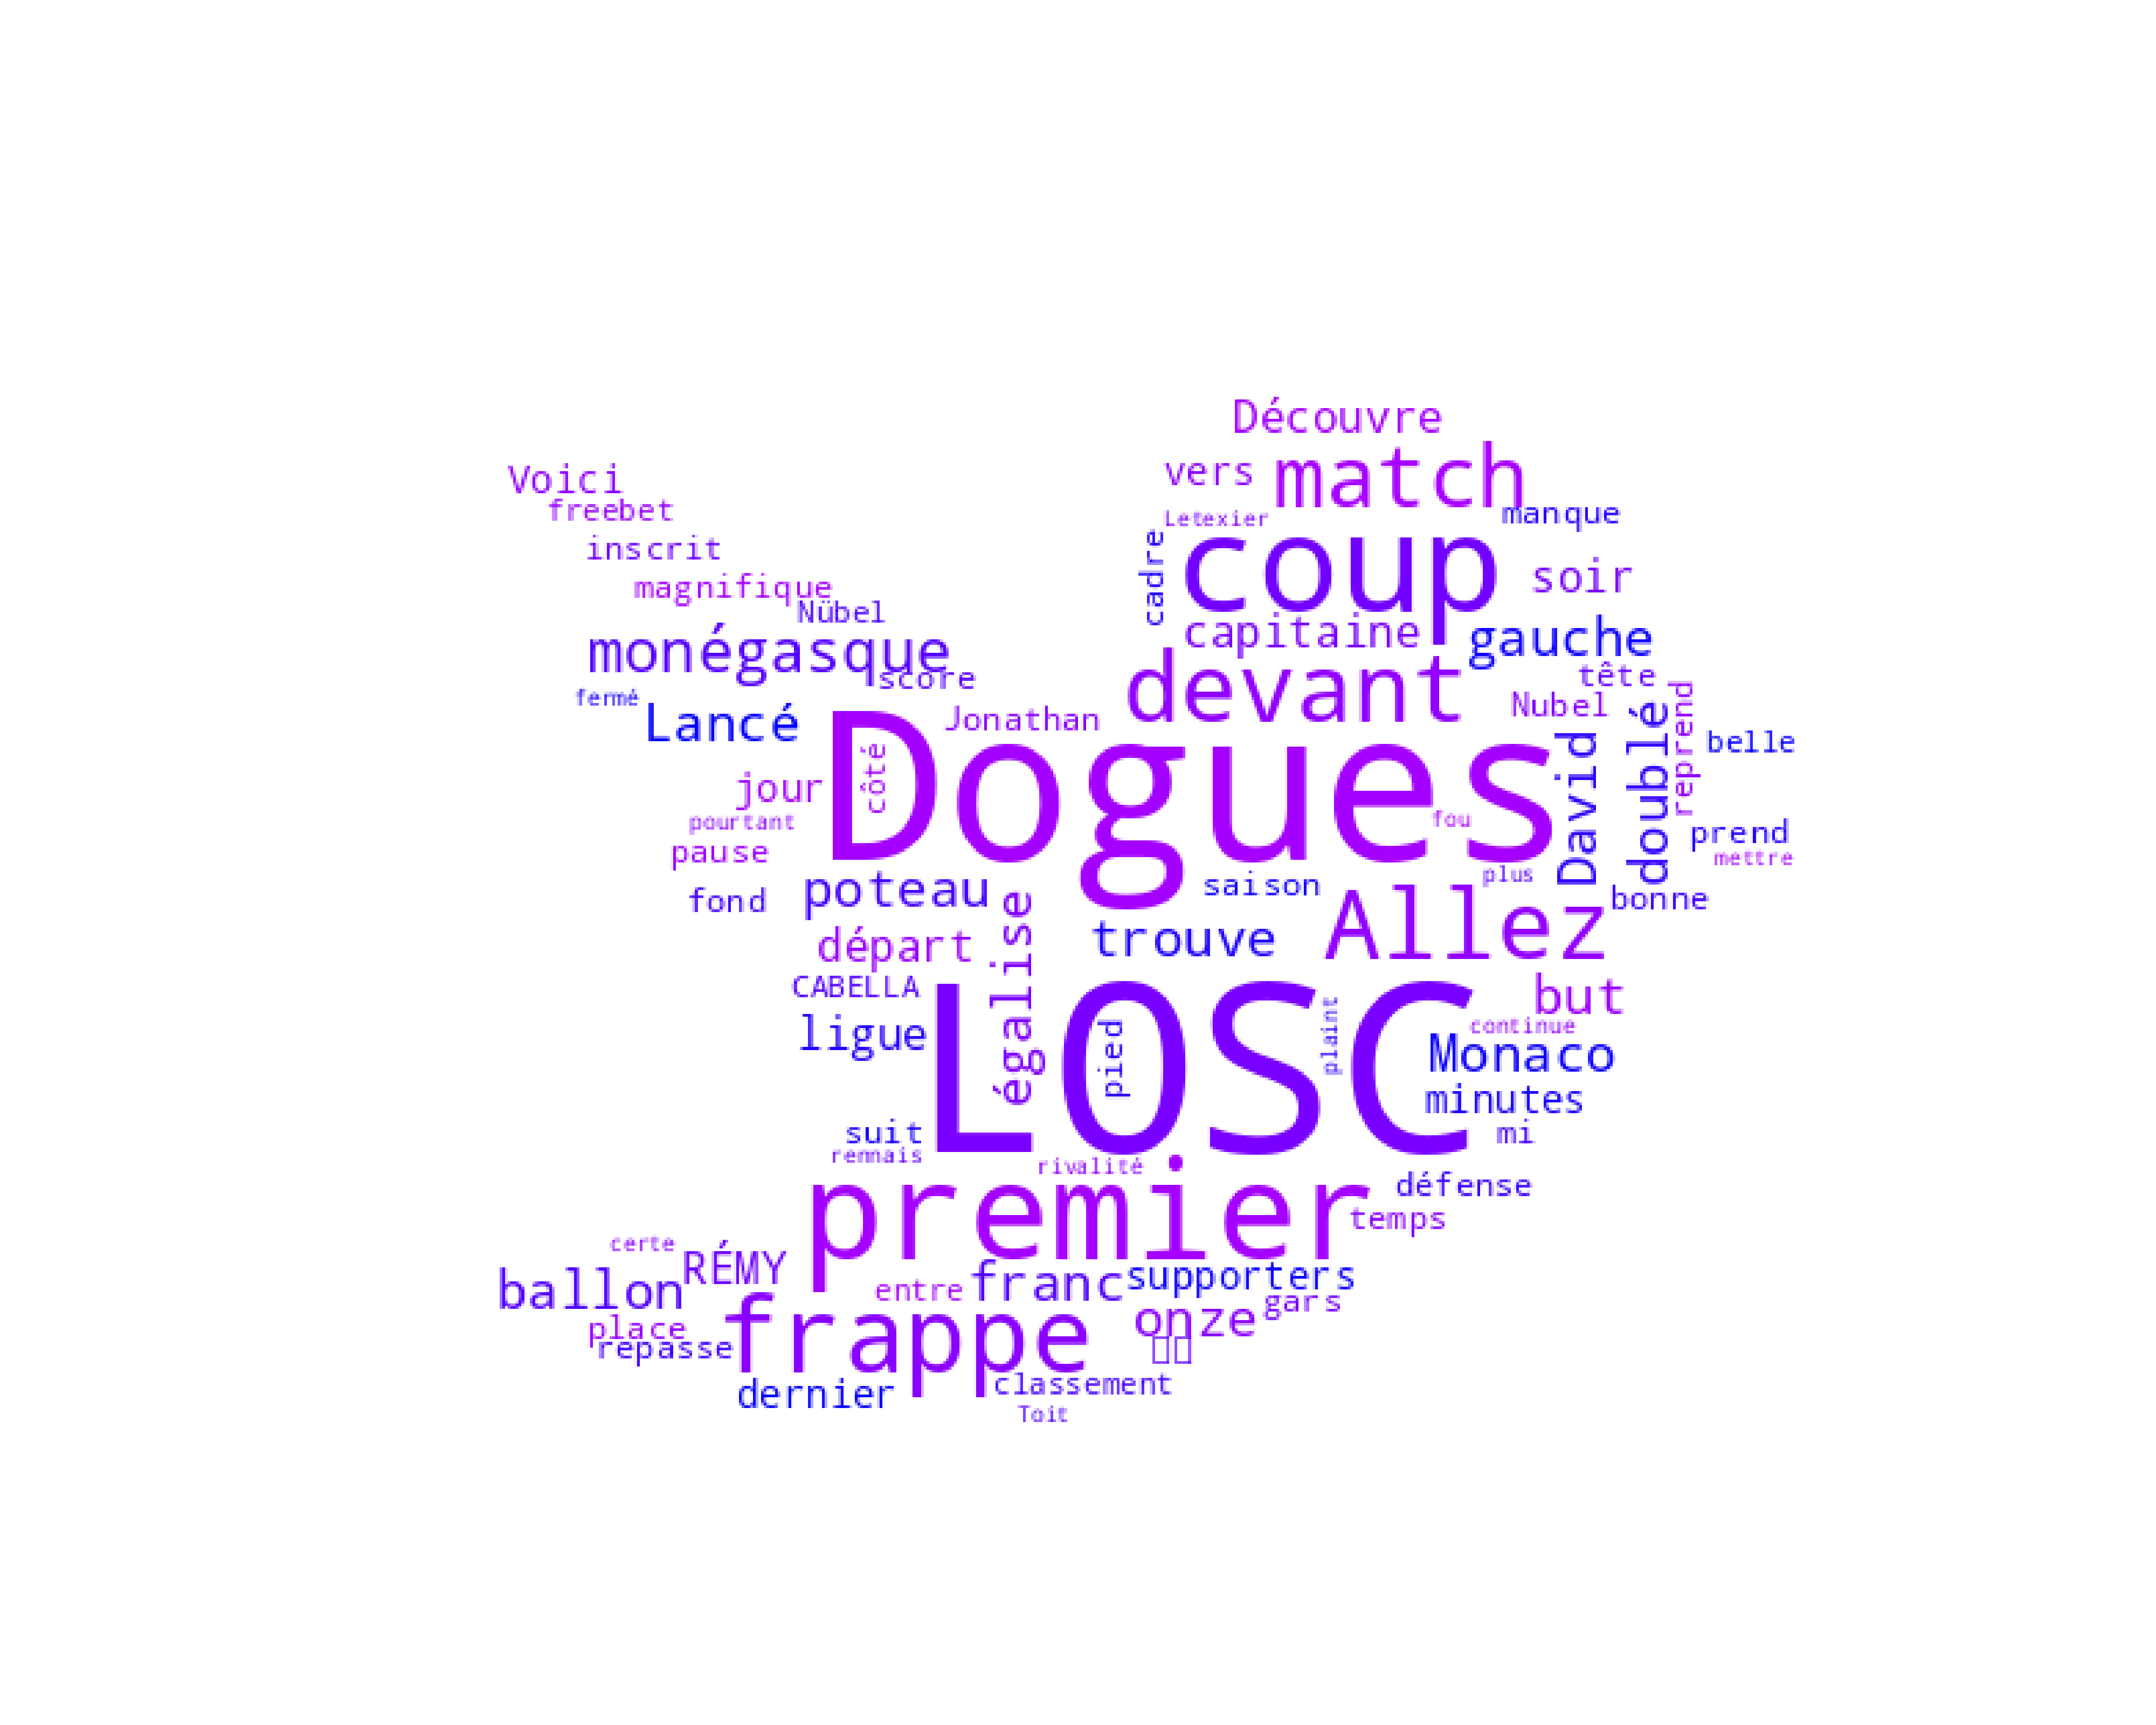 Découvre
Voici
vers
match
freebet
Letexier
manque
inscrit
cadre
coup
soir
magnifique
Nübel
capitaine
gauche
monégasque
score
devant
tête
fermé
Lancé
Jonathan
Nubel
reprend
Dogues
côté
David
doublé
belle
jour
pourtant
fou
prend
pause
mettre
fond
poteau
saison
plus
bonne
égalise
trouve
Allez
départ
CABELLA
but
ligue
LOSC
pied
plaint
continue
Monaco
minutes
suit
mi
rennais
rivalité
premier
défense
temps
certe
RÉMY
ballon
entre
franc
supporters
gars
place
frappe
onze
repasse
dernier
classement
Toit